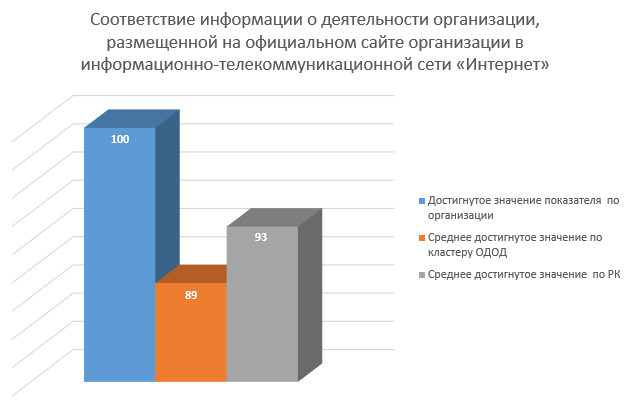 Соответствие информации о деятельности организации,
размещенной на официальном сайте организации в
информационно-телекоммуникационной сети «Интернет»
100
89
93
Достигнутое значение показателя по
организации
Среднее достигнутое значение по
кластеру ОДОД
Среднее достигнутое значение по РК